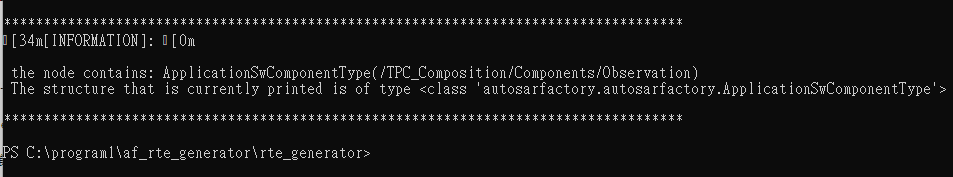 *************************************************************************************
[34m[INFORMATION]: [0m
the node contains: ApplicationSwComponentType(/TPC_Composition/Components/Observation)
The structure that is currently printed is of type <class 'autosarfactory.autosarfactory.ApplicationSwComponentType'>
*************************************************************************************
PS C:\program1\af_rte_generator\rte_generator>